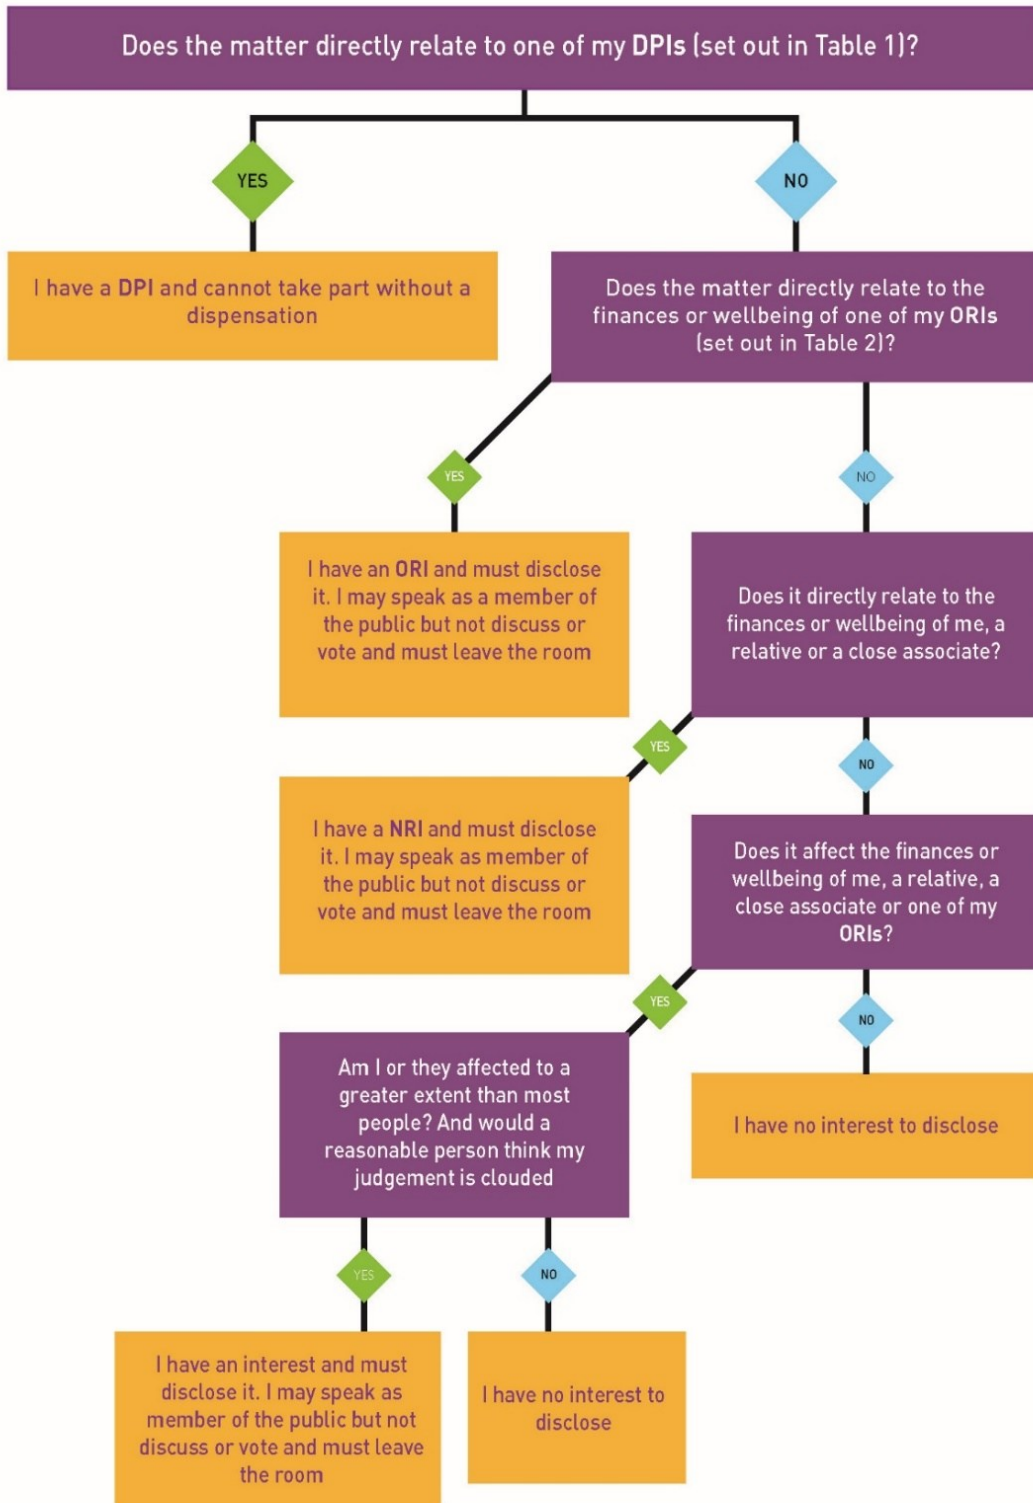 Does the matter directly relate to one of my DPIs (set out in Table 1)?
YES
NO
I have a DPI and cannot take part without a
dispensation
Does the matter directly relate to the
finances or wellbeing of one of my ORIs
(set out in Table 2)?
YES
NO
I have an ORI and must disclose
it. I may speak as a member of
the public but not discuss or
vote and must leave the room
Does it directly relate to the
finances or wellbeing of me, a
relative or a close associate?
YES
NO
I have a NRI and must disclose
it. I may speak as member of
the public but not discuss or
vote and must leave the room
Does it affect the finances or
wellbeing of me, a relative, a
close associate or one of my
ORIs?
YES
NO
Am I or they affected to a
greater extent than most
people? And would a
reasonable person think my
judgement is clouded
I have no interest to disclose
YES
NO
I have an interest and must
disclose it. I may speak as
member of the public but not
discuss or vote and must leave
the room
I have no interest to
disclose